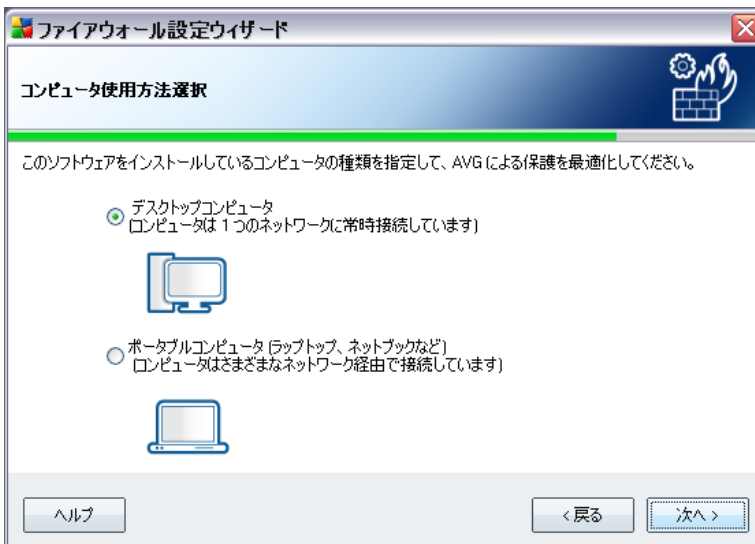 ファイアウォール設定ウィザード
コンピュータ使用方法選択
このソフトウェアをインストールしているコンピュータの種類を指定して、AVG による保護を最適化してください。
デスクトップコンピュータ
(コンピュータは 1 つのネットワークに常時接続しています)
ポータブルコンピュータ (ラップトップ、ネットブックなど)
(コンピュータはさまざまなネットワーク経由で接続しています)
ヘルプ
< 戻る
次へ >